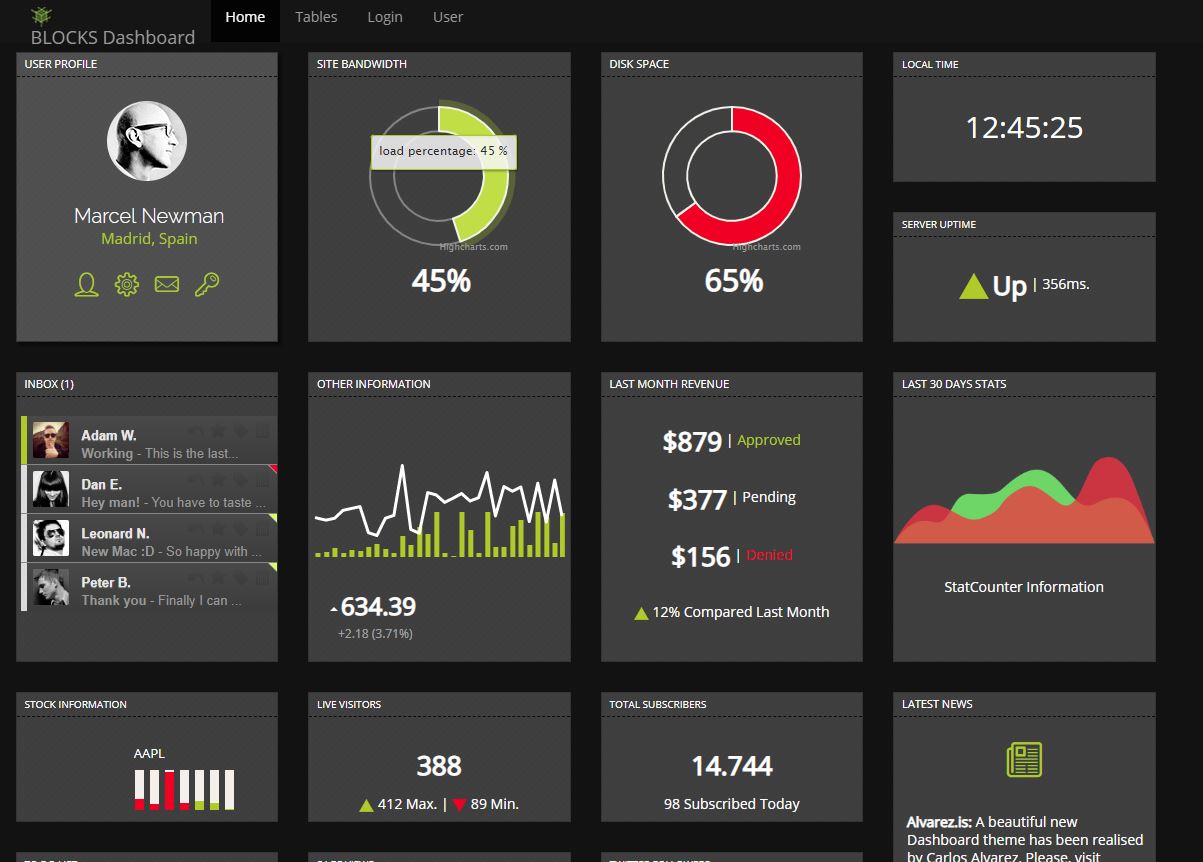 BLOCKS Dashboard
Home
Tables
Login
User
USER PROFILE
Marcel Newman
Madrid, Spain
SITE BANDWIDTH
load percentage: 45 %
Highcharts.com
45%
DISK SPACE
Highcharts.com
65%
LOCAL TIME
12:45:25
SERVER UPTIME
Up | 356ms.
INBOX (1)
Adam W.
Working - This is the last...
Dan E.
Hey man! - You have to taste ...
Leonard N.
New Mac :D - So happy with ...
Peter B.
Thank you - Finally I can ...
OTHER INFORMATION
634.39
+2.18 (3.71%)
LAST MONTH REVENUE
$879 | Approved
$377 | Pending
$156 | Denied
12% Compared Last Month
LAST 30 DAYS STATS
StatCounter Information
STOCK INFORMATION
AAPL
LIVE VISITORS
388
412 Max. | 89 Min.
TOTAL SUBSCRIBERS
14.744
98 Subscribed Today
LATEST NEWS
Alvarez.is: A beautiful new
Dashboard theme has been realised
by Carlos Alvarez. Please, visit